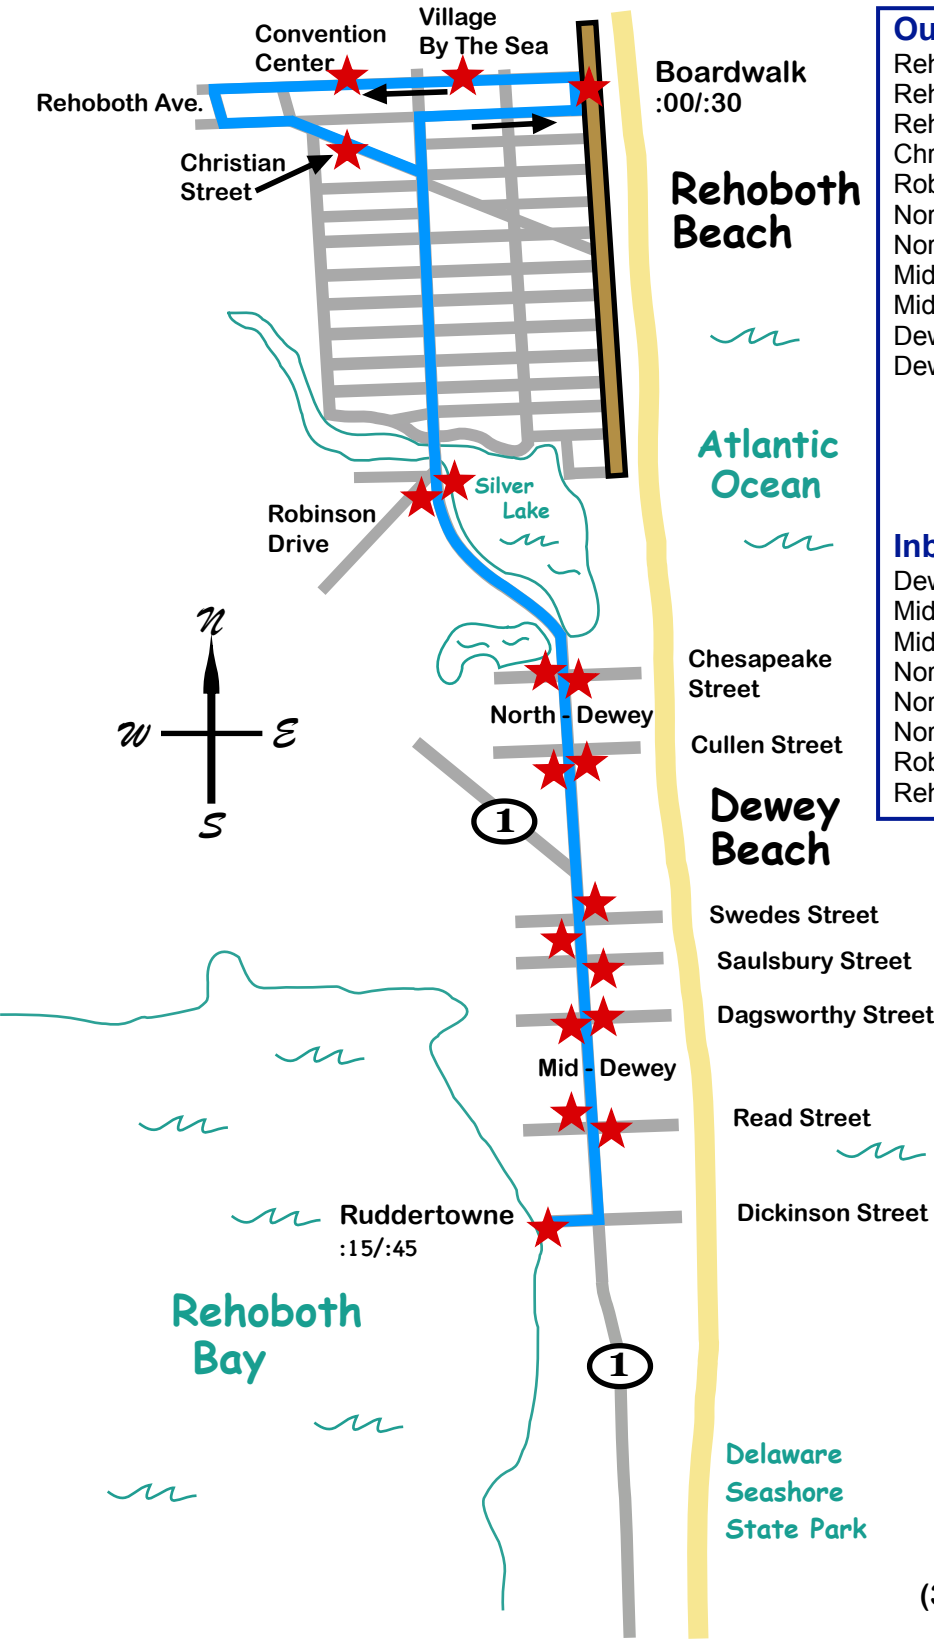 Village
By The Sea
Convention
Center
Boardwalk
:00/:30
Rehoboth Ave.
Christian
Street
Rehoboth
Beach
Atlantic
Ocean
Silver
Lake
Robinson
Drive
N
W
E
S
Chesapeake
Street
North - Dewey
Cullen Street
1
Dewey
Beach
Swedes Street
Saulsbury Street
Dagsworthy Street
Mid - Dewey
Read Street
Ruddertowne
:15/:45
Dickinson Street
Rehoboth
Bay
1
Delaware
Seashore
State Park